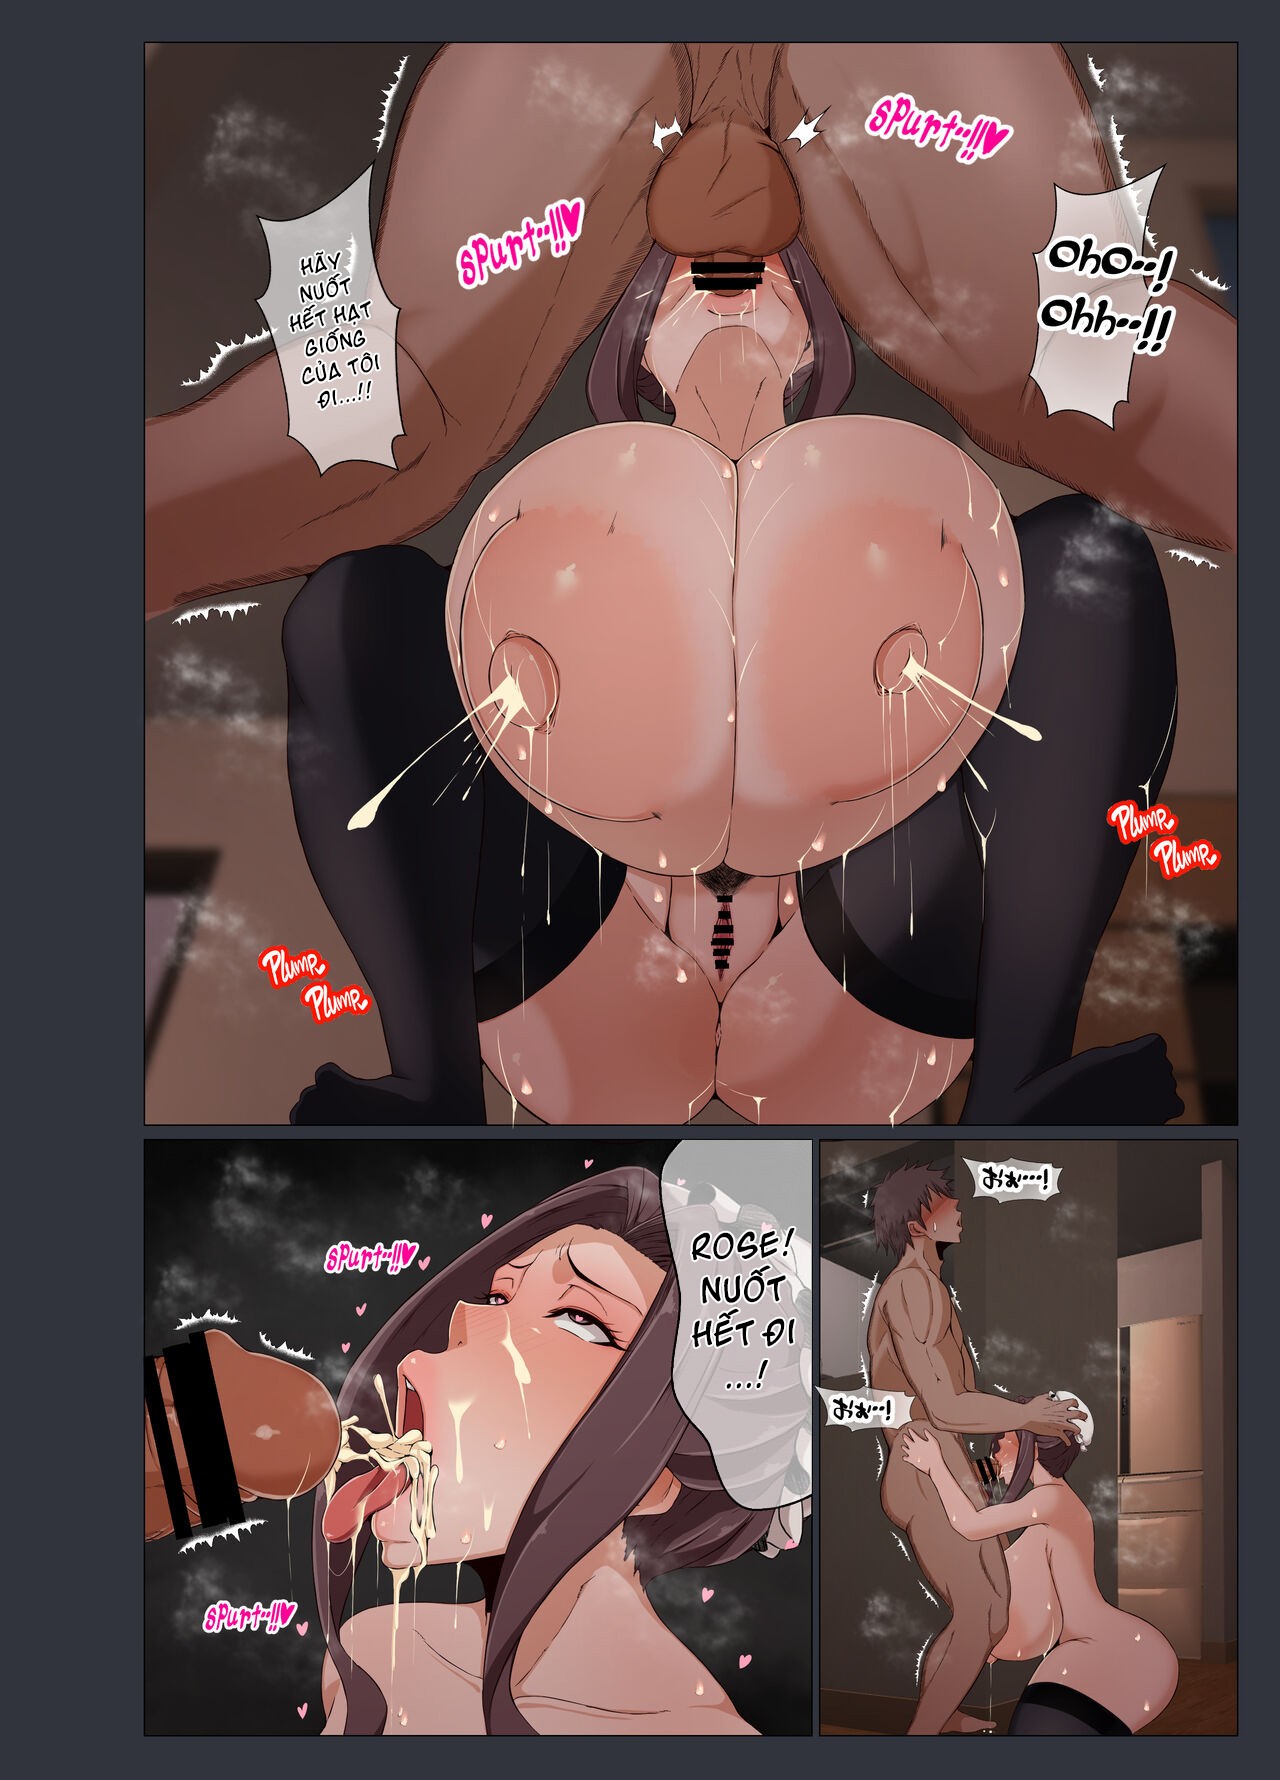 spurt...!!♥
spurt...!!♥
HÃY
NUỐT
HẾT HẠT
GIỐNG
CỦA TÔI
ĐI...!!
OhO...!
Ohh...!!
Plump
Plump
Plump
Plump
spurt...!!♥
ROSE!
NUỐT
HẾT ĐI
...!
spurt...!!♥
おぉ…!
おぉ…!